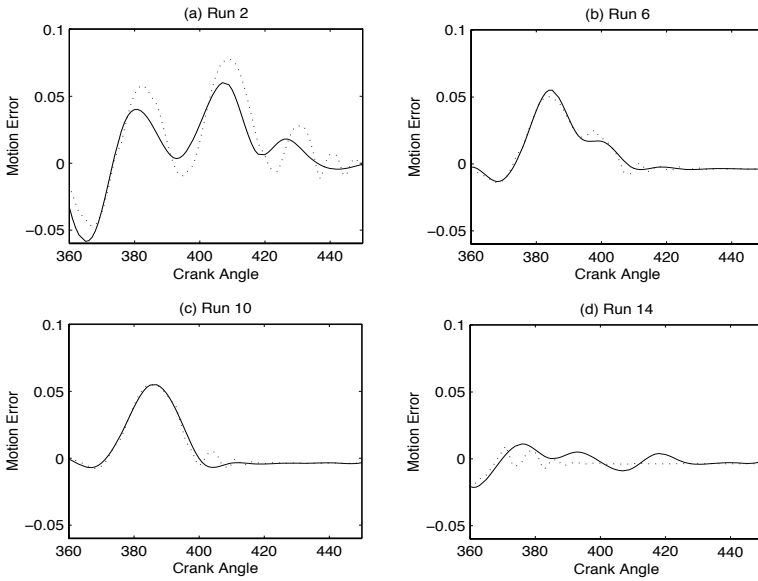 (a) Run 2
0.1
0.05
0
−0.05
Motion Error
360 380 400 420 440
Crank Angle
(b) Run 6
0.1
0.05
0
−0.05
Motion Error
360 380 400 420 440
Crank Angle
(c) Run 10
0.1
0.05
0
−0.05
Motion Error
360 380 400 420 440
Crank Angle
(d) Run 14
0.1
0.05
0
−0.05
Motion Error
360 380 400 420 440
Crank Angle